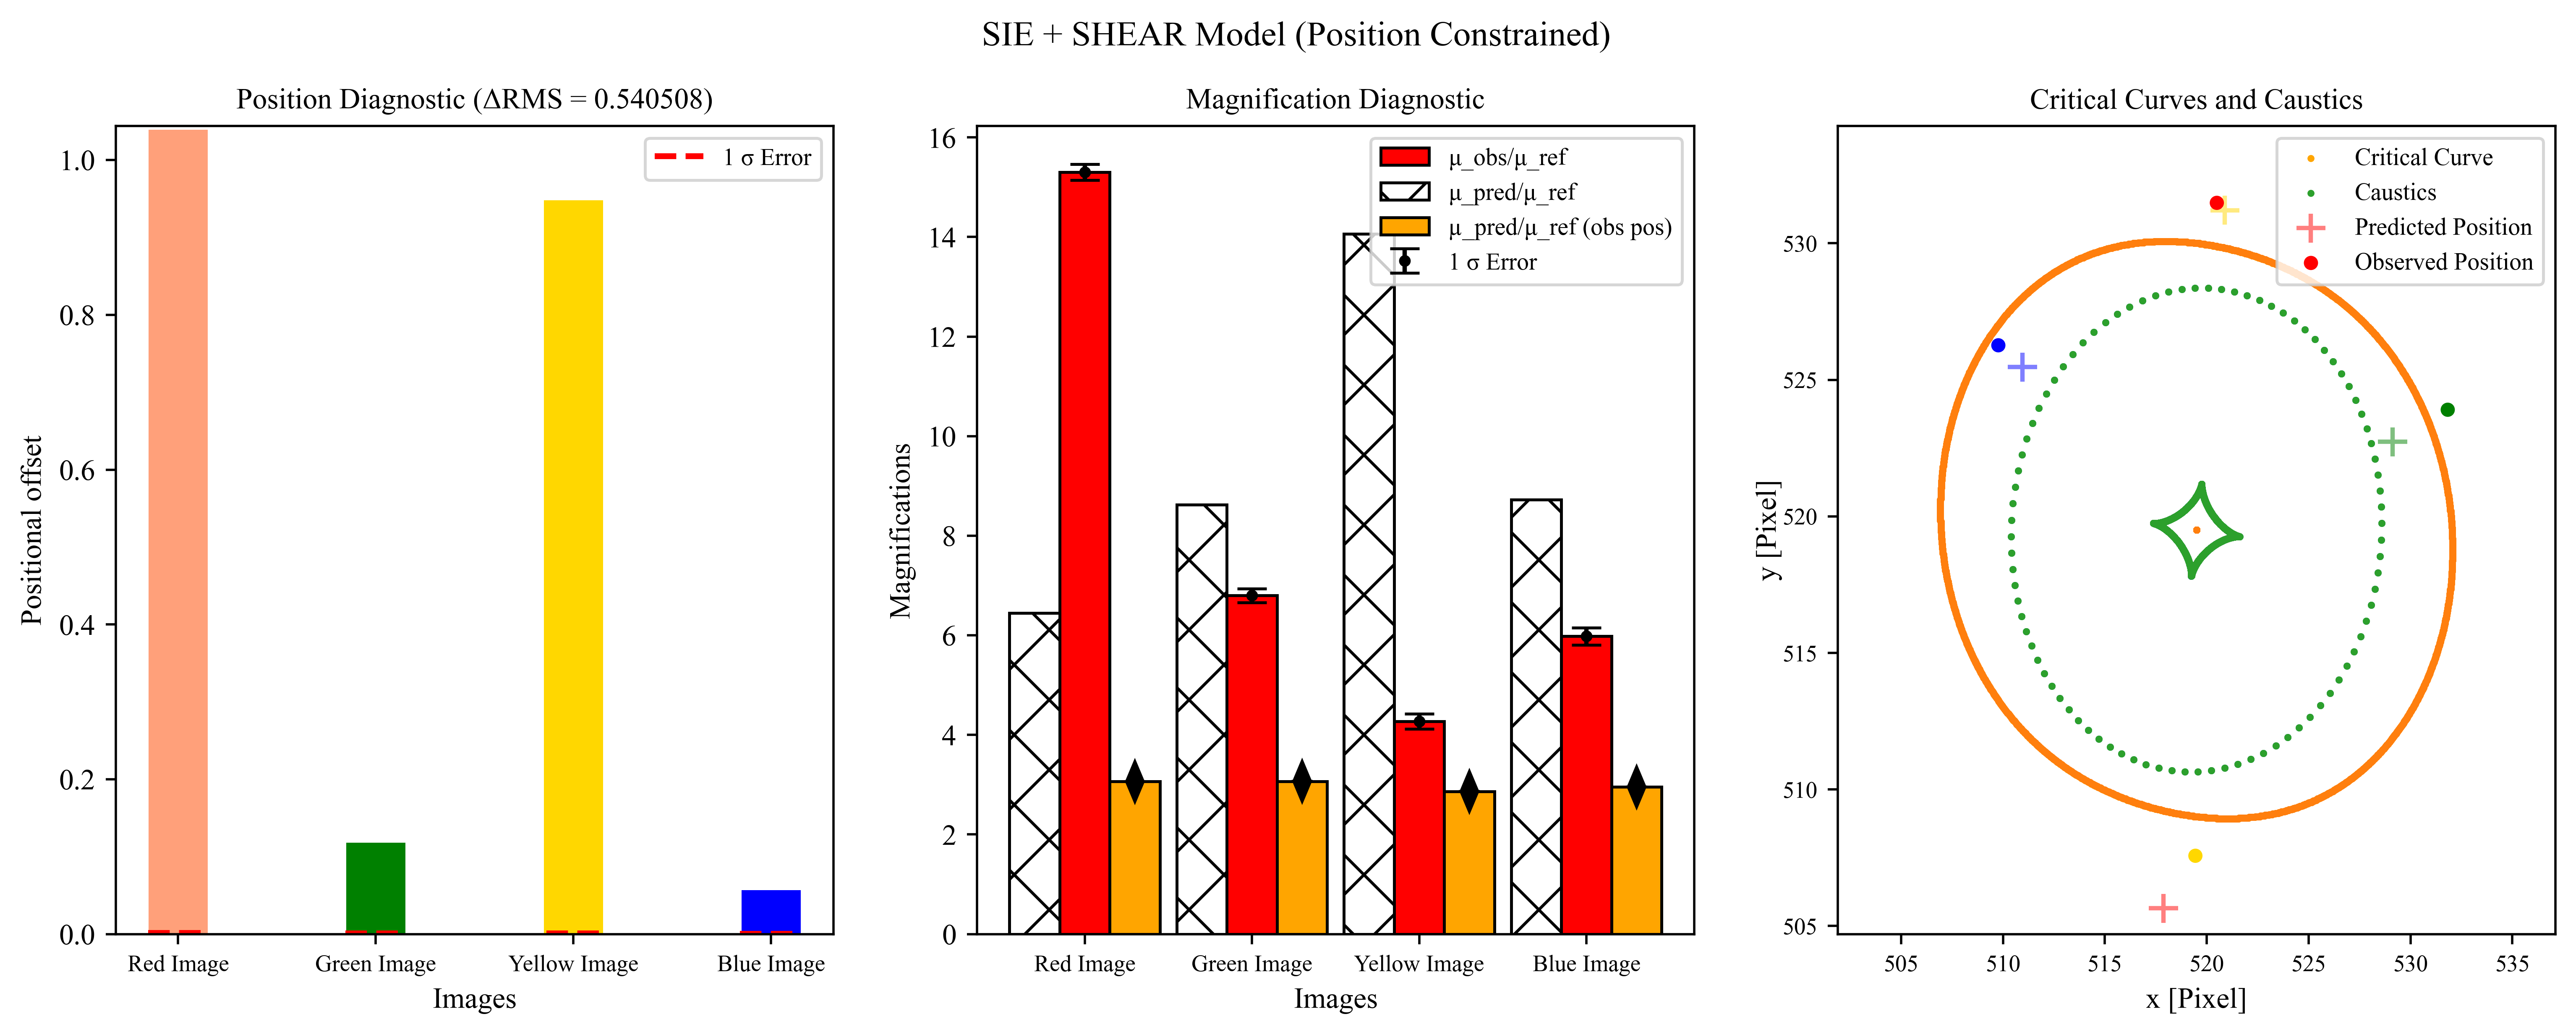 SIE + SHEAR Model (Position Constrained)
Position Diagnostic (ΔRMS = 0.540508)
1 σ Error
1.0
0.8
0.6
0.4
0.2
0.0
Positional offset
Red Image
Green Image
Yellow Image
Blue Image
Images
Magnification Diagnostic
μ_obs/μ_ref
μ_pred/μ_ref
μ_pred/μ_ref (obs pos)
1 σ Error
16
14
12
10
8
6
4
2
0
Magnifications
Red Image
Green Image
Yellow Image
Blue Image
Images
Critical Curves and Caustics
Critical Curve
Caustics
Predicted Position
Observed Position
530
525
520
515
510
505
y [Pixel]
505
510
515
520
525
530
535
x [Pixel]